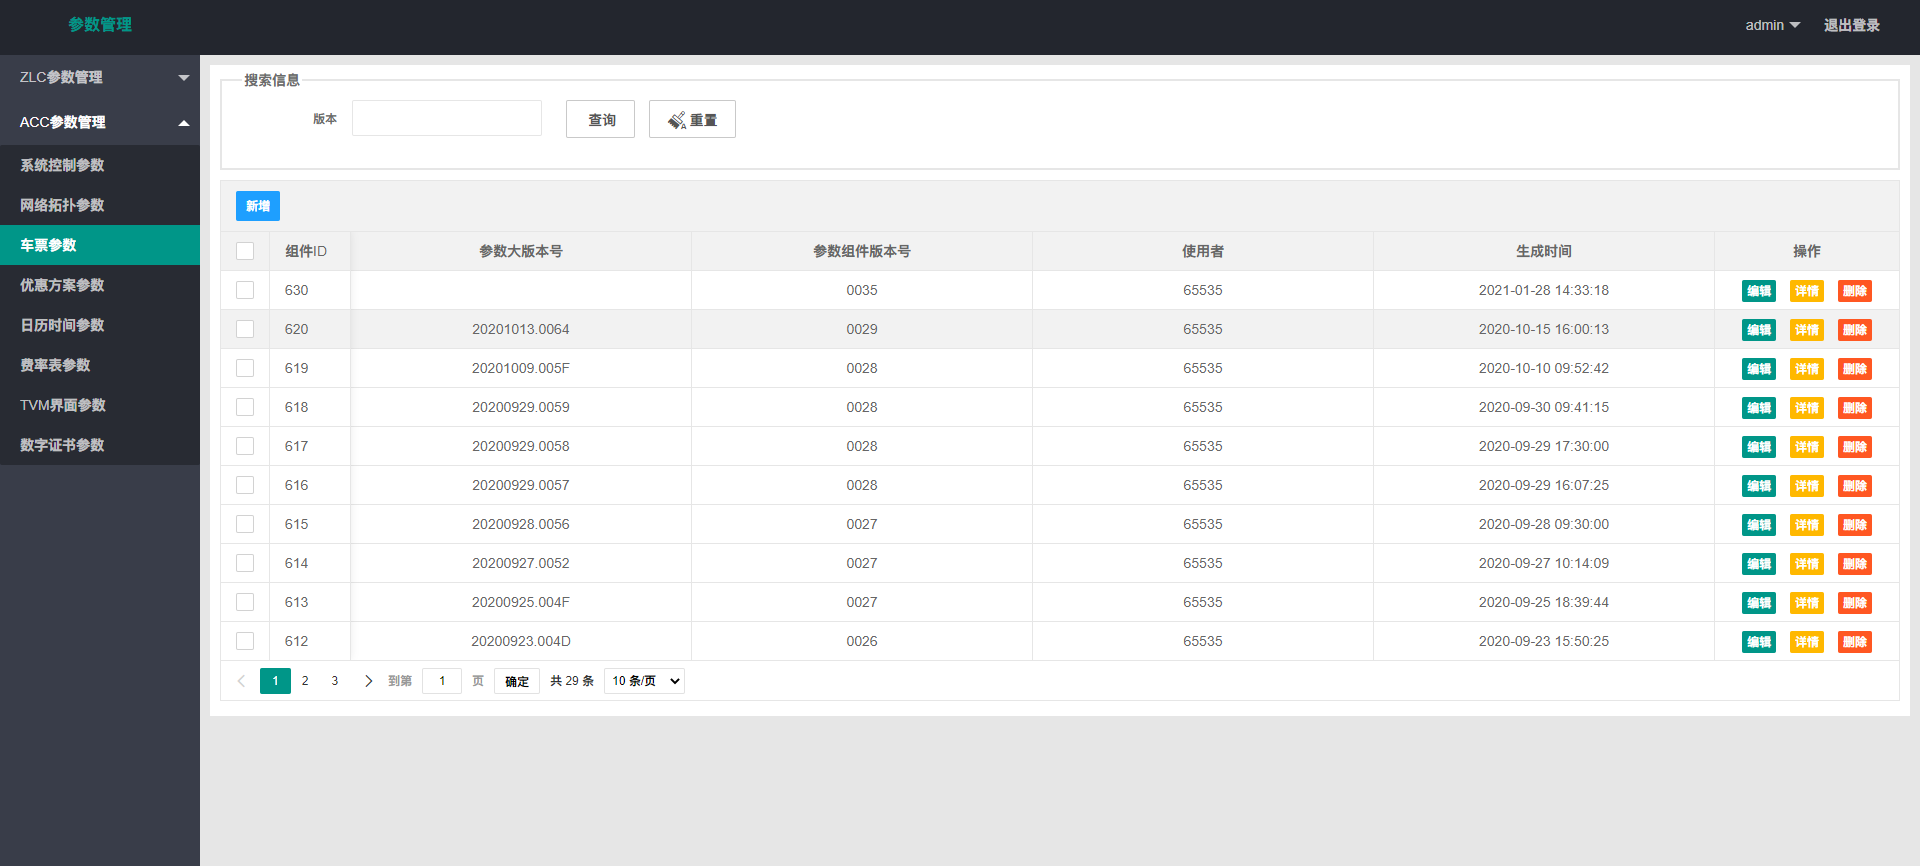 参数管理
admin
退出登录
ZLC参数管理
ACC参数管理
系统控制参数
网络拓扑参数
车票参数
优惠方案参数
日历时间参数
费率表参数
TVM界面参数
数字证书参数
搜索信息
版本
查询
重置
新增
组件ID 参数大版本号 参数组件版本号 使用者 生成时间 操作
630 0035 65535 2021-01-28 14:33:18 编辑 详情 删除
620 20201013.0064 0029 65535 2020-10-15 16:00:13 编辑 详情 删除
619 20201009.005F 0028 65535 2020-10-10 09:52:42 编辑 详情 删除
618 20200929.0059 0028 65535 2020-09-30 09:41:15 编辑 详情 删除
617 20200929.0058 0028 65535 2020-09-29 17:30:00 编辑 详情 删除
616 20200929.0057 0028 65535 2020-09-29 16:07:25 编辑 详情 删除
615 20200928.0056 0027 65535 2020-09-28 09:30:00 编辑 详情 删除
614 20200927.0052 0027 65535 2020-09-27 10:14:09 编辑 详情 删除
613 20200925.004F 0027 65535 2020-09-25 18:39:44 编辑 详情 删除
612 20200923.004D 0026 65535 2020-09-23 15:50:25 编辑 详情 删除
1 2 3 到第 1 页 确定 共 29 条 10 条/页